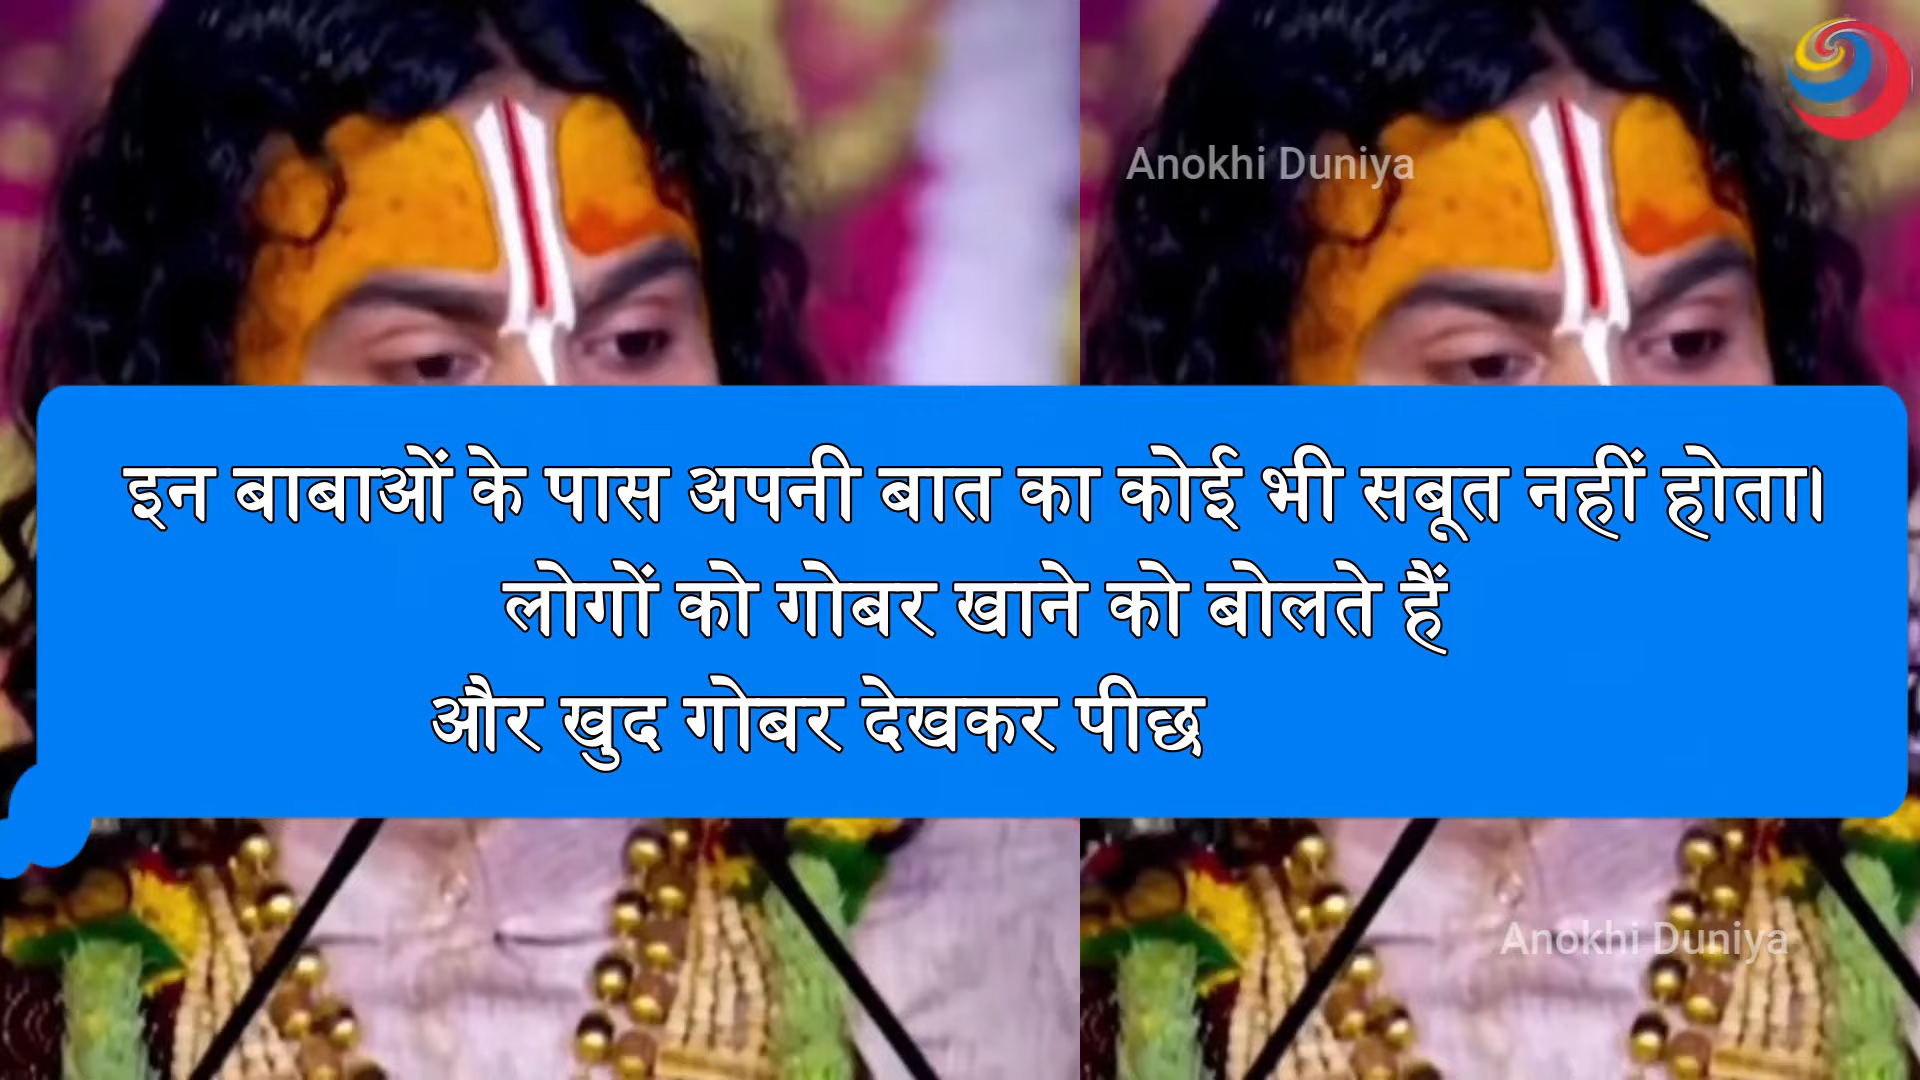 Anokhi Duniya
इन बाबाओं के पास अपनी बात का कोई भी सबूत नहीं होता।
लोगों को गोबर खाने को बोलते हैं
और खुद गोबर देखकर पीछ
Anokhi Duniya